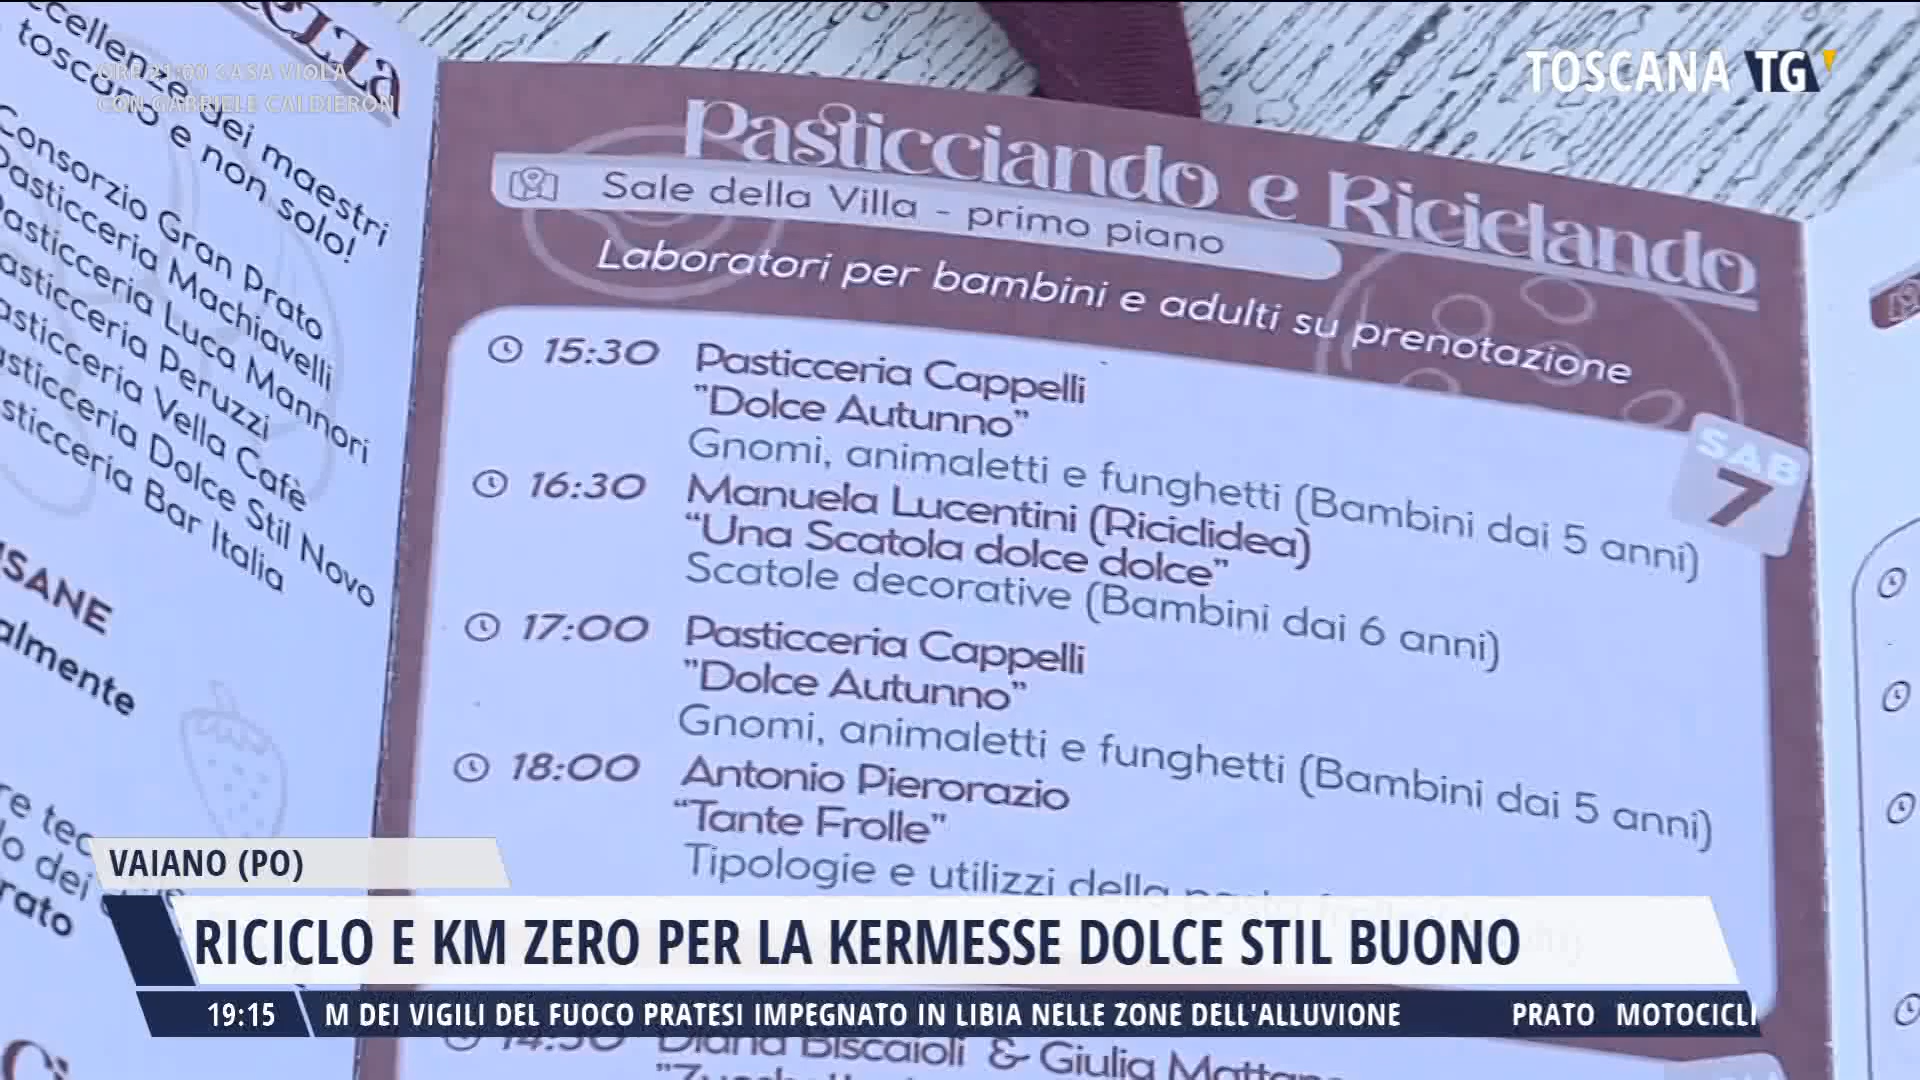 ORE 21:00 CASA VIOLA
CON GABRIELE CALDIERON
TOSCANA TG
dei maestri
e non solo!
Consorzio Gran Prato
Pasticceria Machiavelli
Pasticceria Luca Mannori
Pasticceria Peruzzi
Pasticceria Vella Cafè
Pasticceria Dolce Stil Novo
Pasticceria Bar Italia
Pasticciando e Riciclando
Sale della Villa - primo piano
Laboratori per bambini e adulti su prenotazione
SAB
7
15:30 Pasticceria Cappelli
"Dolce Autunno"
Gnomi, animaletti e funghetti (Bambini dai 5 anni)
16:30 Manuela Lucentini (Riciclidea)
“Una Scatola dolce dolce”
Scatole decorative (Bambini dai 6 anni)
17:00 Pasticceria Cappelli
"Dolce Autunno"
Gnomi, animaletti e funghetti (Bambini dai 5 anni)
18:00 Antonio Pierorazio
“Tante Frolle”
Tipologie e utilizzi della
14:30 Diana Biscaioli & Giulia
VAIANO (PO)
RICICLO E KM ZERO PER LA KERMESSE DOLCE STIL BUONO
19:15 M DEI VIGILI DEL FUOCO PRATESI IMPEGNATO IN LIBIA NELLE ZONE DELL'ALLUVIONE PRATO MOTOCICLI